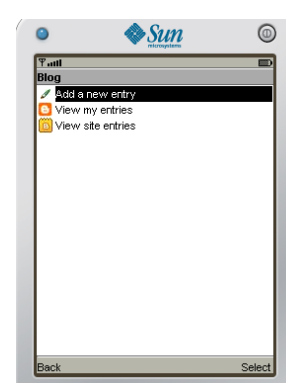 Sun
microsystems
Blog
Add a new entry
View my entries
View site entries
Back Select